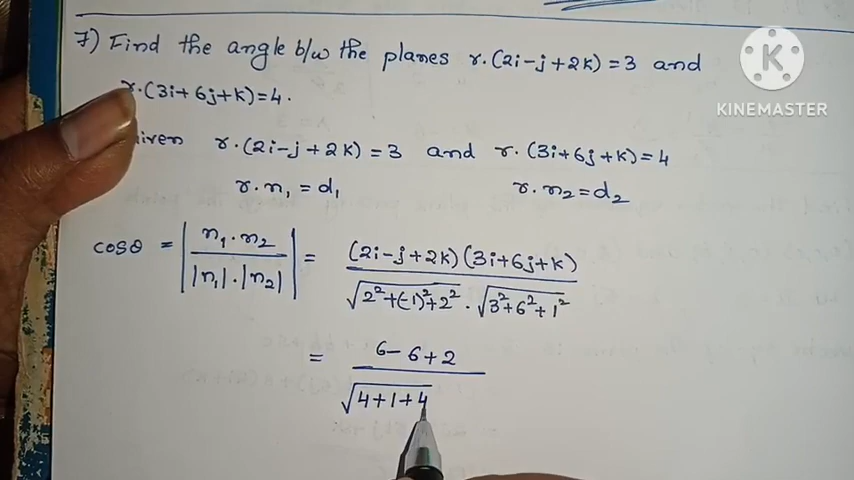 7) Find the angle b/w the planes r.(2i-j+2k)=3 and
r.(3i+6j+k)=4.
iven r.(2i-j+2k)=3 and r.(3i+6j+k)=4
r.n₁=d₁ r.n₂=d₂
cosθ = |n₁.n₂ / |n₁|.|n₂|| = (2i-j+2k)(3i+6j+k) / √(2²+(-1)²+2²) . √(3²+6²+1²)
= 6-6+2 / √(4+1+4)
KINEMASTER